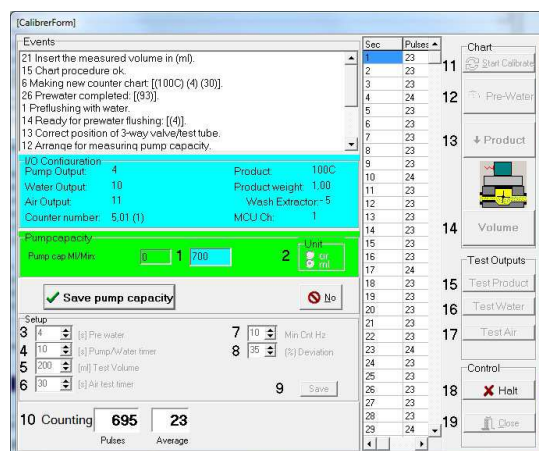 [CalibrerForm]
Events
21 Insert the measured volume in (ml).
15 Chart procedure ok.
6 Making new counter chart: [(100C) (4) (30)].
26 Prewater completed: [(93)].
1 Preflushing with water.
14 Ready for prewater flushing: [(4)].
13 Correct position of 3-way valve/test tube.
12 Arrange for measuring pump capacity.
I/O Configuration
Pump Output: 4 Product: 100C
Water Output: 10 Product weight: 1,00
Air Output: 11 Wash Extractor:- 5
Counter number: 5,01 (1) MCU Ch: 1
Pumpcapacity
Pump cap Ml/Min: 0 1 700 2 Unit
gr
ml
Save pump capacity No
Setup
3 4 [s] Pre water 7 10 Min Cnt Hz
4 10 [s] Pump/Water timer 8 35 (%) Deviation
5 200 [ml] Test Volume
6 30 [s] Air test timer 9 Save
10 Counting 695 23
Pulses Average
Sec Pulses
1 23
2 23
3 23
4 24
5 23
6 23
7 23
8 23
9 23
10 24
11 23
12 23
13 23
14 23
15 23
16 23
17 24
18 23
19 23
20 23
21 23
22 23
23 24
24 23
25 23
26 23
27 23
28 23
29 24
Chart
11 Start Calibrate
12 Pre-Water
13 Product
14 Volume
Test Outputs
15 Test Product
16 Test Water
17 Test Air
Control
18 Halt
19 Close